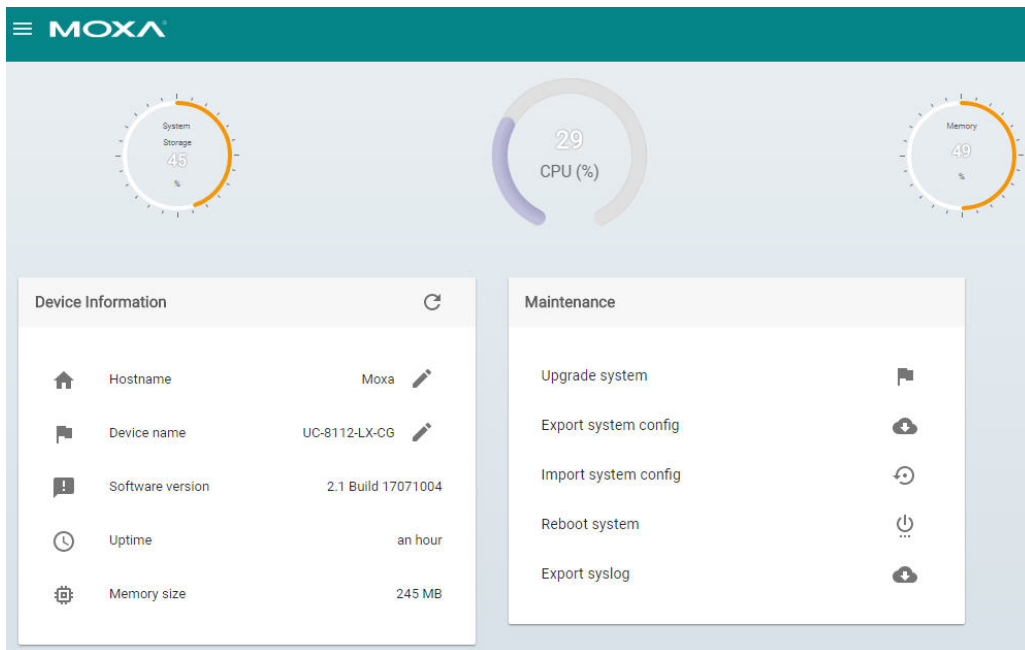 MOXA
System
Storage
45
%
29
CPU (%)
Memory
49
%
Device Information
Hostname Moxa
Device name UC-8112-LX-CG
Software version 2.1 Build 17071004
Uptime an hour
Memory size 245 MB
Maintenance
Upgrade system
Export system config
Import system config
Reboot system
Export syslog